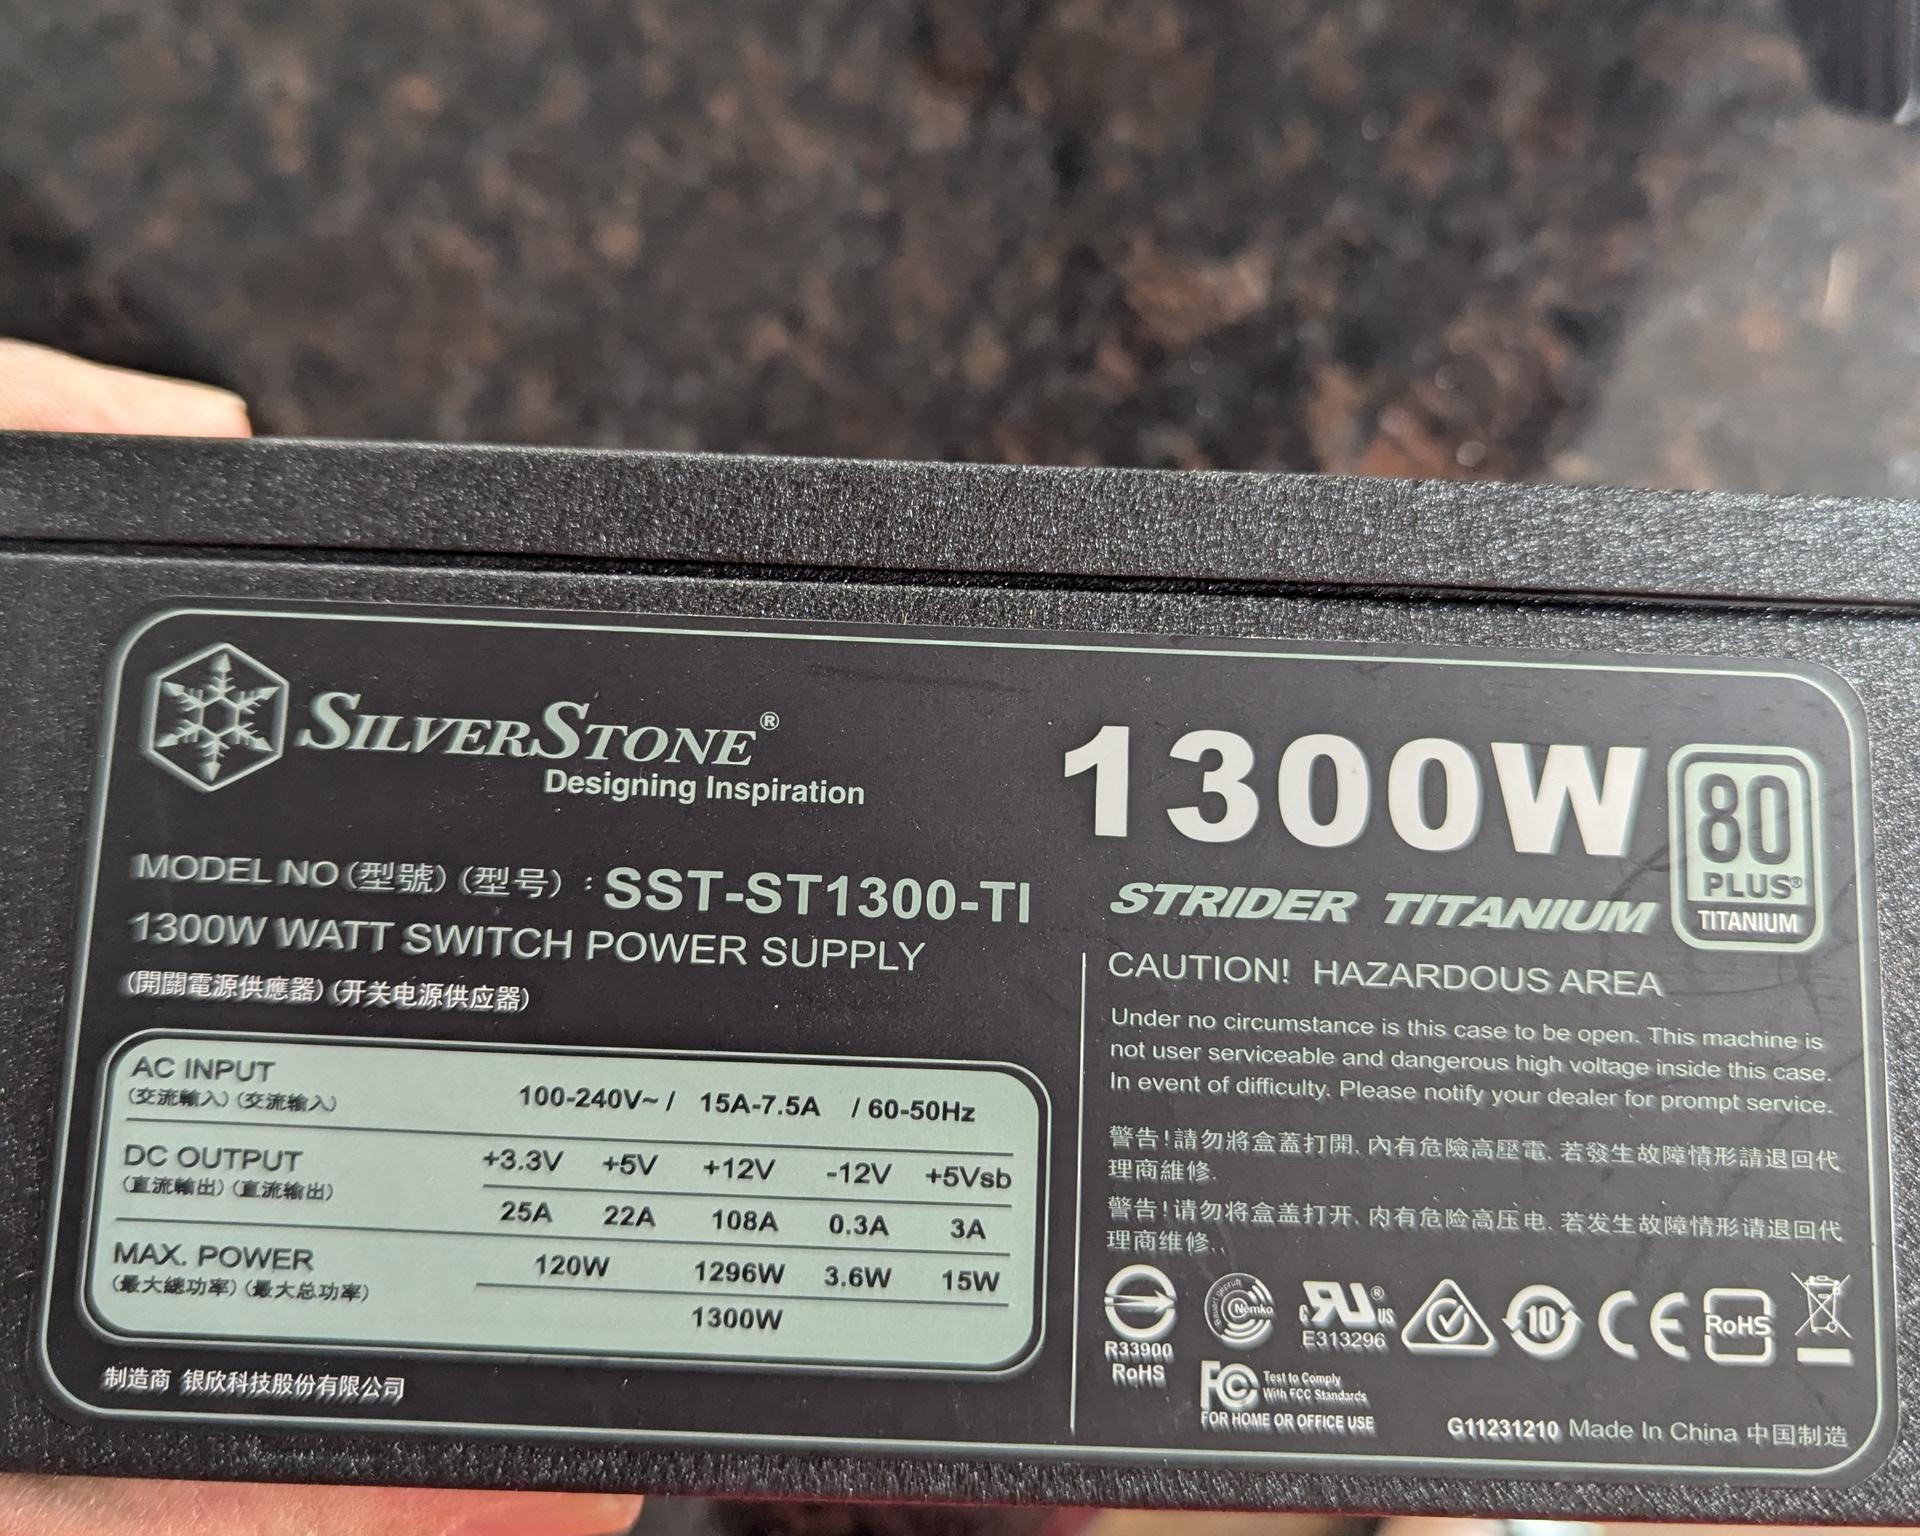 SILVERSTONE®
Designing Inspiration
MODEL NO (型號) (型号) : SST-ST1300-TI
1300W WATT SWITCH POWER SUPPLY
(開關電源供應器) (开关电源供应器)
AC INPUT 100-240V~ / 15A-7.5A / 60-50Hz
(交流輸入) (交流输入)
DC OUTPUT +3.3V +5V +12V -12V +5Vsb
(直流輸出) (直流输出)
25A 22A 108A 0.3A 3A
MAX. POWER 120W 1296W 3.6W 15W
(最大總功率) (最大总功率)
1300W
制造商 银欣科技股份有限公司
1300W
80
PLUS®
TITANIUM
STRIDER TITANIUM
CAUTION! HAZARDOUS AREA
Under no circumstance is this case to be open. This machine is
not user serviceable and dangerous high voltage inside this case.
In event of difficulty. Please notify your dealer for prompt service.
警告!請勿將盒蓋打開. 內有危險高壓電. 若發生故障情形請退回代
理商維修.
警告!请勿将盒盖打开. 内有危险高压电. 若发生故障情形请退回代
理商维修..
R33900
RoHS
Nemko
c RU ® US
E313296
10
CE
RoHS
FC Test to Comply
With FCC Standards
FOR HOME OR OFFICE USE
G11231210 Made In China 中国制造